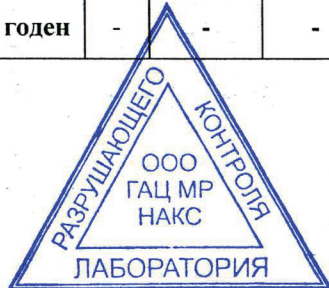 годен - - -
РАЗРУШАЮЩЕГО
КОНТРОЛЯ
ООО
ГАЦ МР
НАКС
ЛАБОРАТОРИЯ